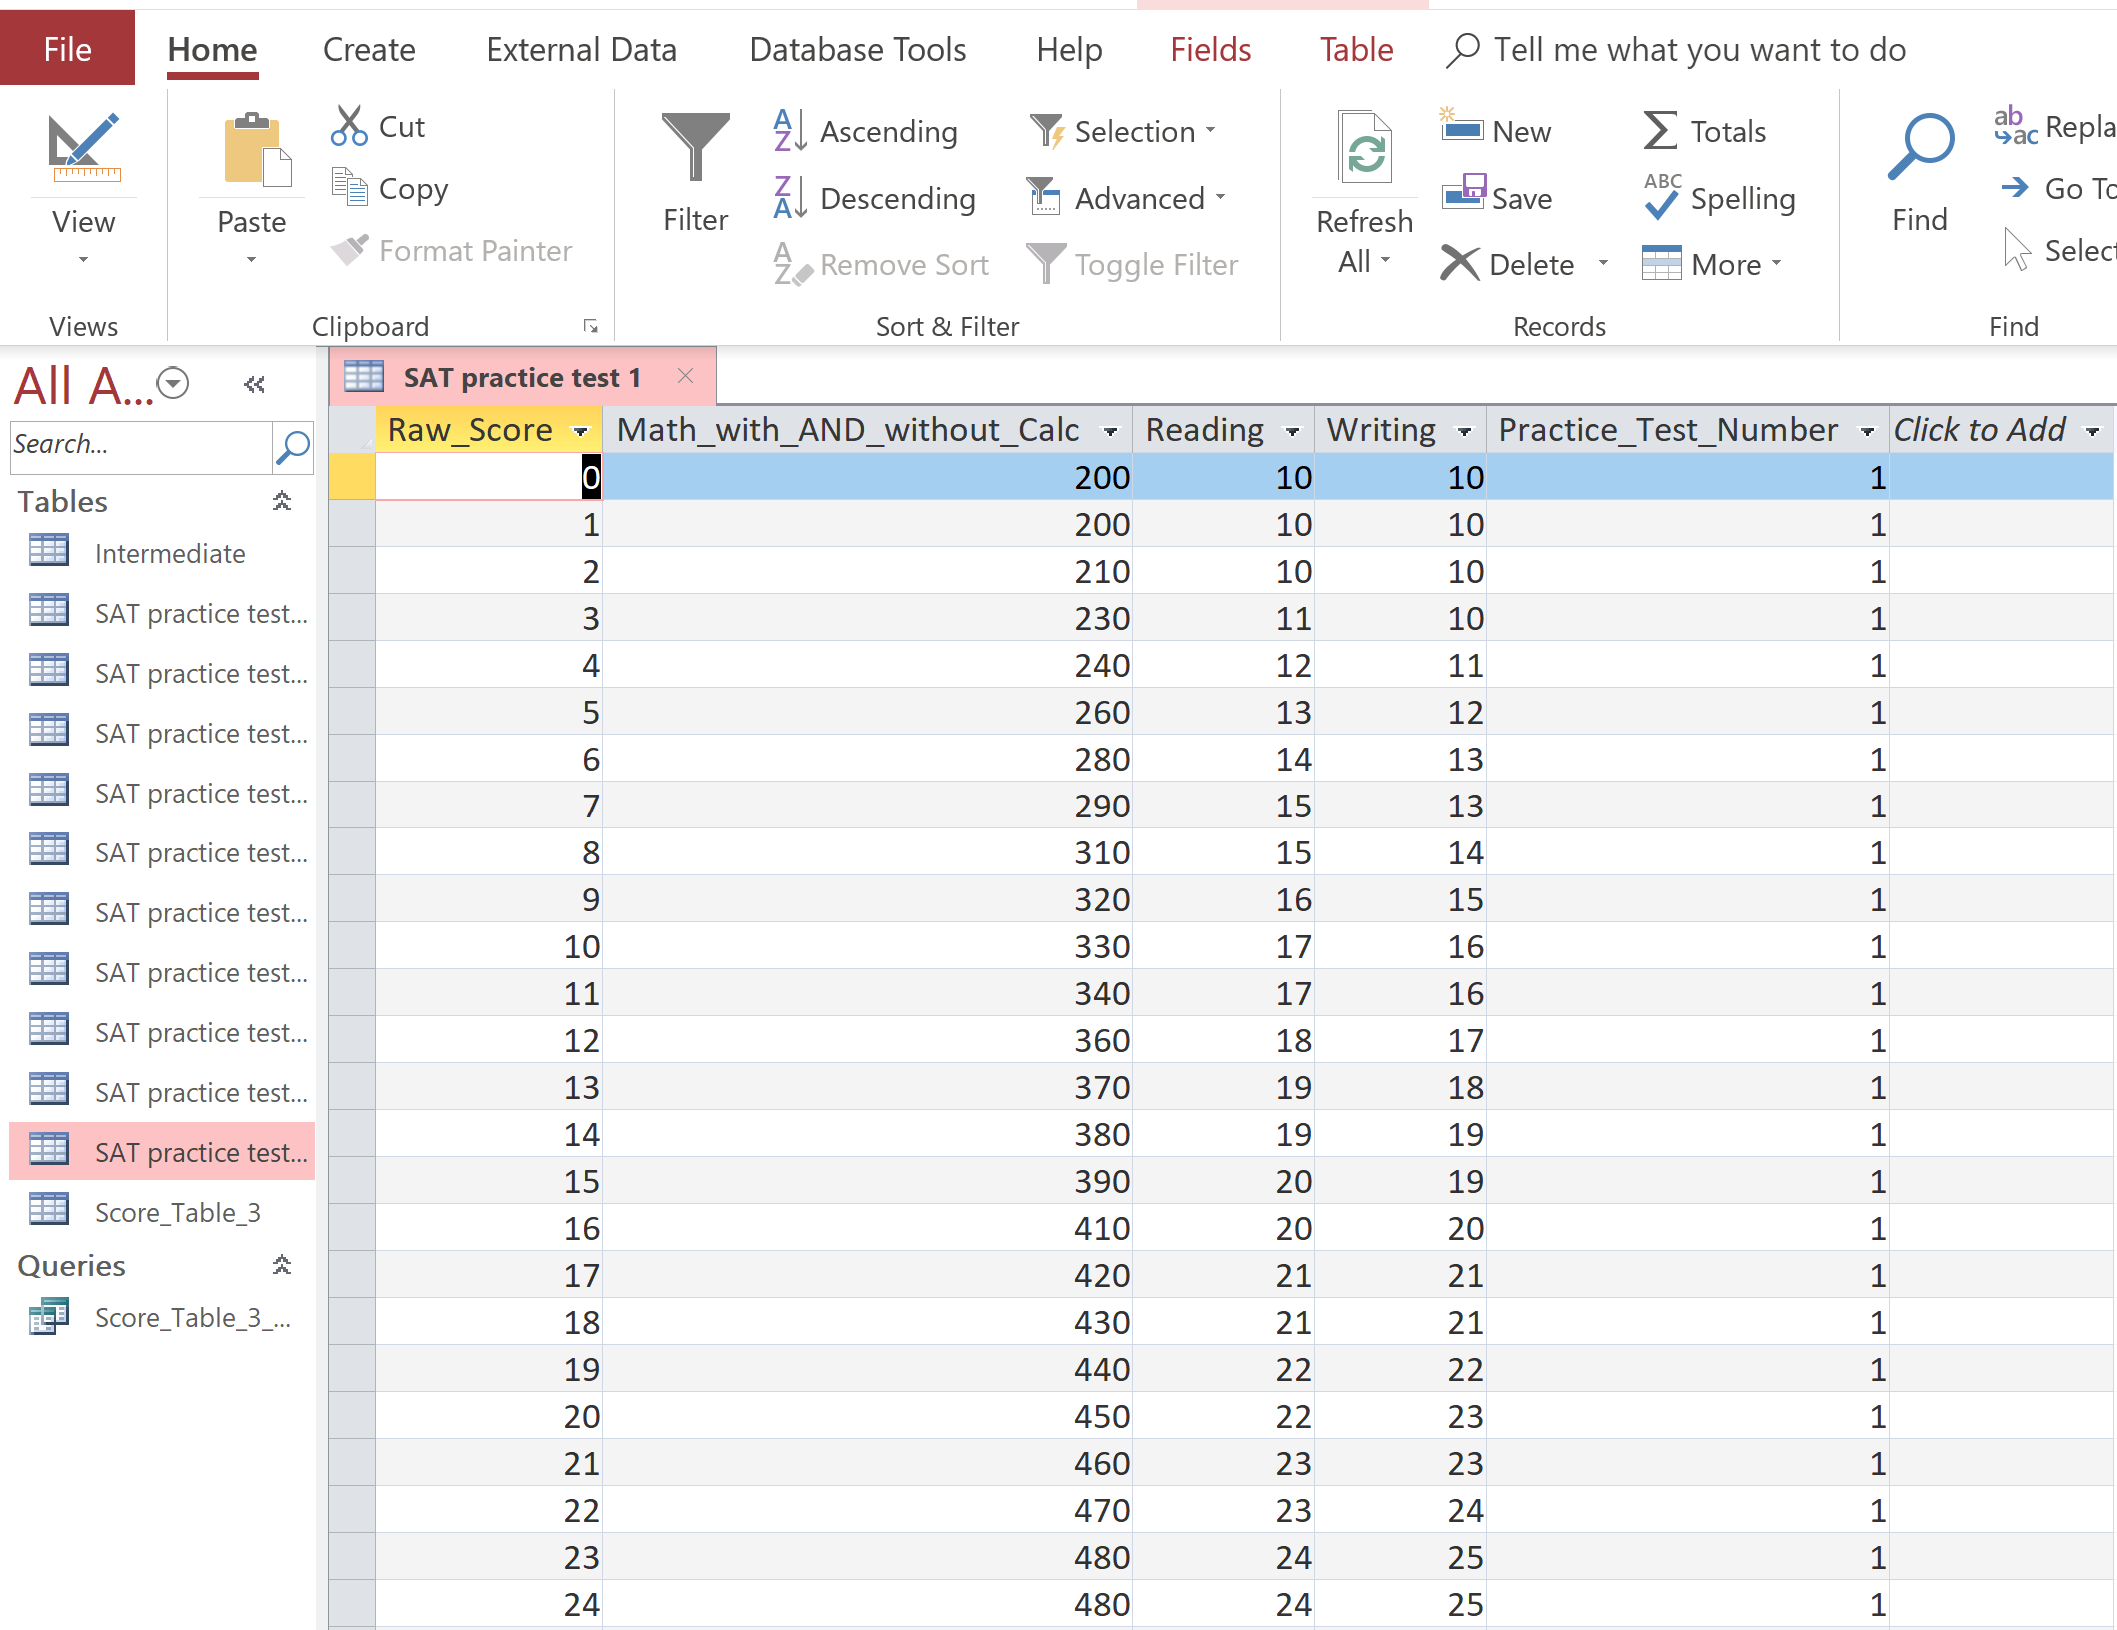 File Home Create External Data Database Tools Help Fields Table Tell me what you want to do
View
Views
Paste
Cut
Copy
Format Painter
Clipboard
Filter
Ascending
Descending
Remove Sort
Selection
Advanced
Toggle Filter
Sort & Filter
Refresh
All
New
Save
Delete
Totals
ABC
Spelling
More
Records
Find
ab
ac
Repla
Go To
Select
Find
All A...
Search...
Tables
Intermediate
SAT practice test...
SAT practice test...
SAT practice test...
SAT practice test...
SAT practice test...
SAT practice test...
SAT practice test...
SAT practice test...
SAT practice test...
SAT practice test...
Score_Table_3
Queries
Score_Table_3_...
SAT practice test 1
Raw_Score Math_with_AND_without_Calc Reading Writing Practice_Test_Number Click to Add
0 200 10 10 1
1 200 10 10 1
2 210 10 10 1
3 230 11 10 1
4 240 12 11 1
5 260 13 12 1
6 280 14 13 1
7 290 15 13 1
8 310 15 14 1
9 320 16 15 1
10 330 17 16 1
11 340 17 16 1
12 360 18 17 1
13 370 19 18 1
14 380 19 19 1
15 390 20 19 1
16 410 20 20 1
17 420 21 21 1
18 430 21 21 1
19 440 22 22 1
20 450 22 23 1
21 460 23 23 1
22 470 23 24 1
23 480 24 25 1
24 480 24 25 1